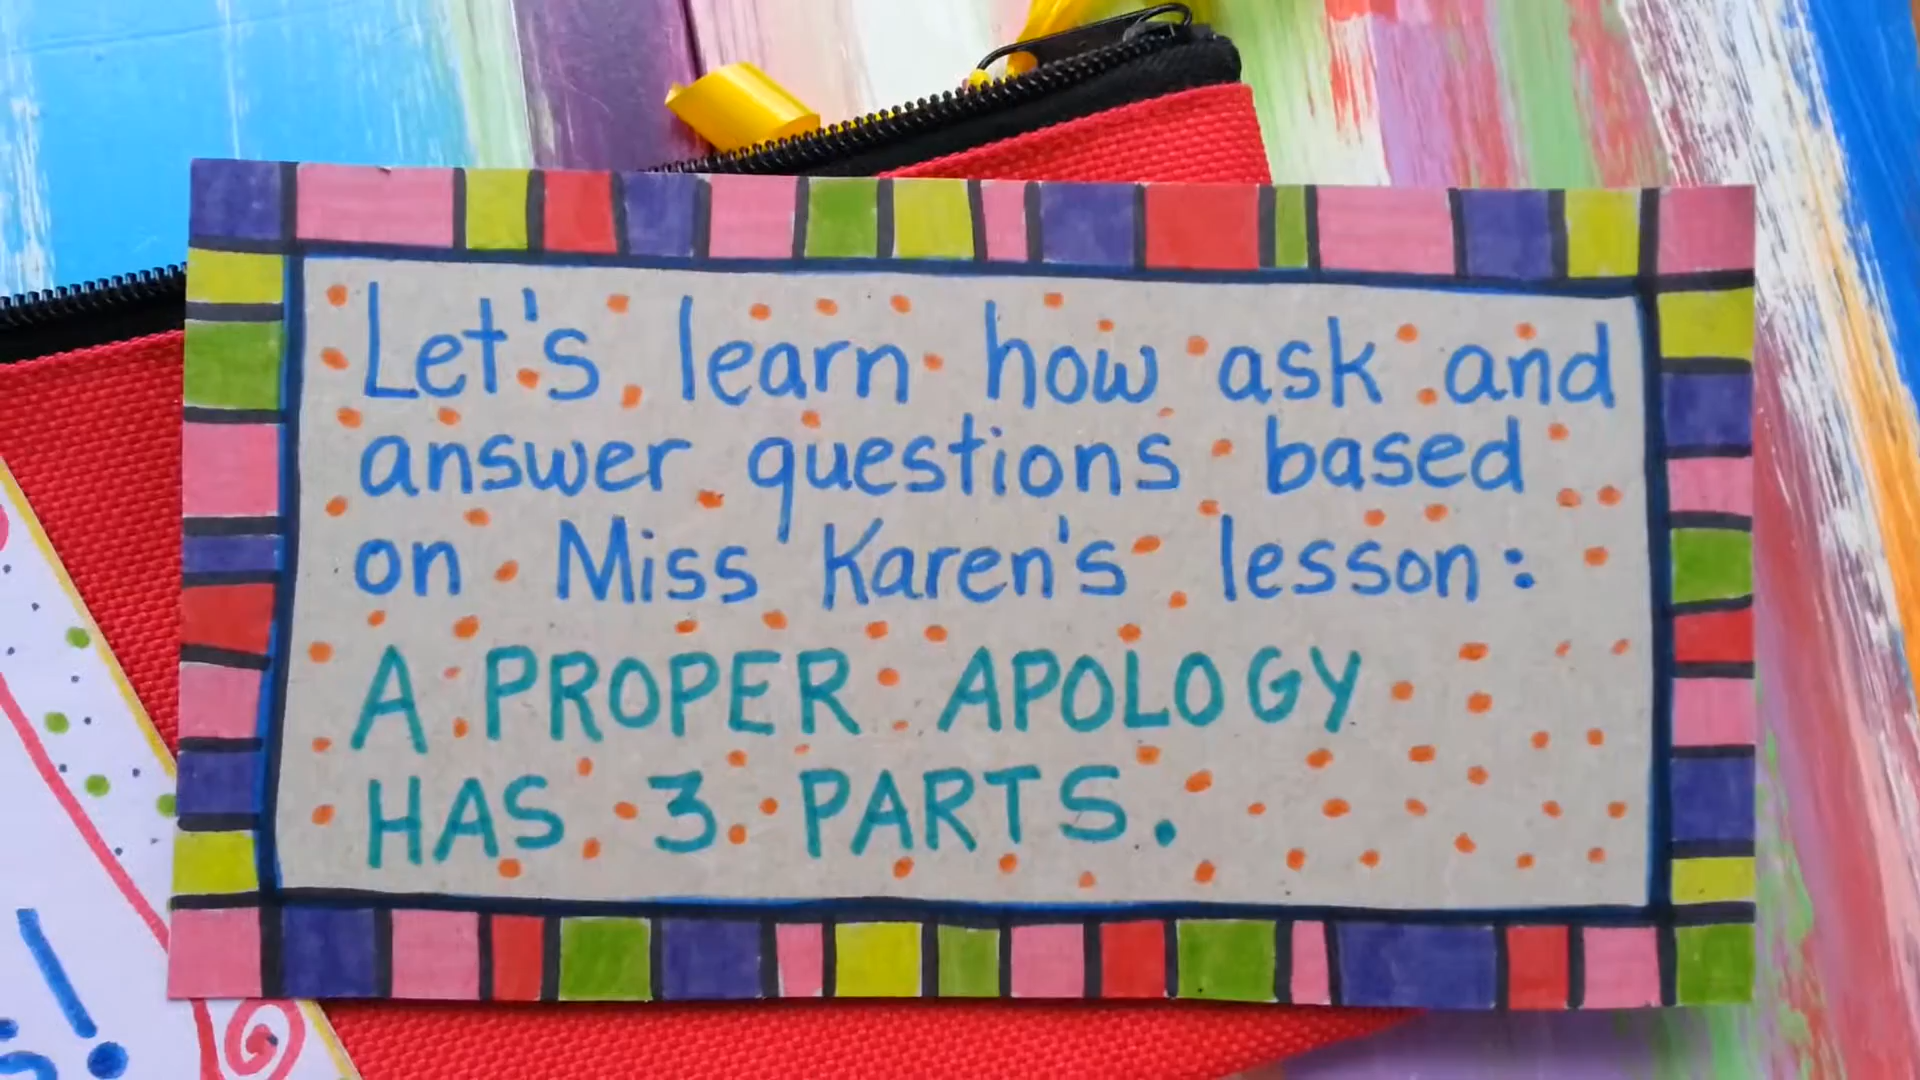 Let's learn how ask and
answer questions based
on Miss Karen's lesson:
A PROPER APOLOGY
HAS 3 PARTS.